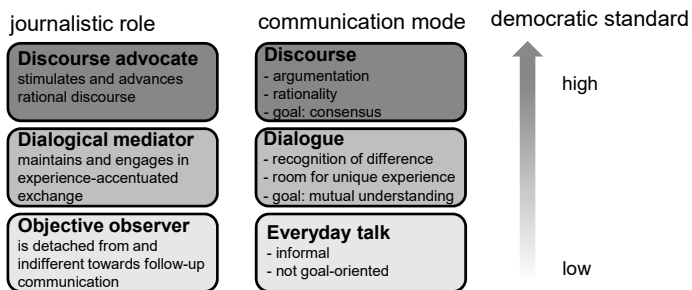 journalistic role
communication mode
democratic standard
Discourse advocate
stimulates and advances
rational discourse
Discourse
- argumentation
- rationality
- goal: consensus
high
Dialogical mediator
maintains and engages in
experience-accentuated
exchange
Dialogue
- recognition of difference
- room for unique experience
- goal: mutual understanding
Objective observer
is detached from and
indifferent towards follow-up
communication
Everyday talk
- informal
- not goal-oriented
low